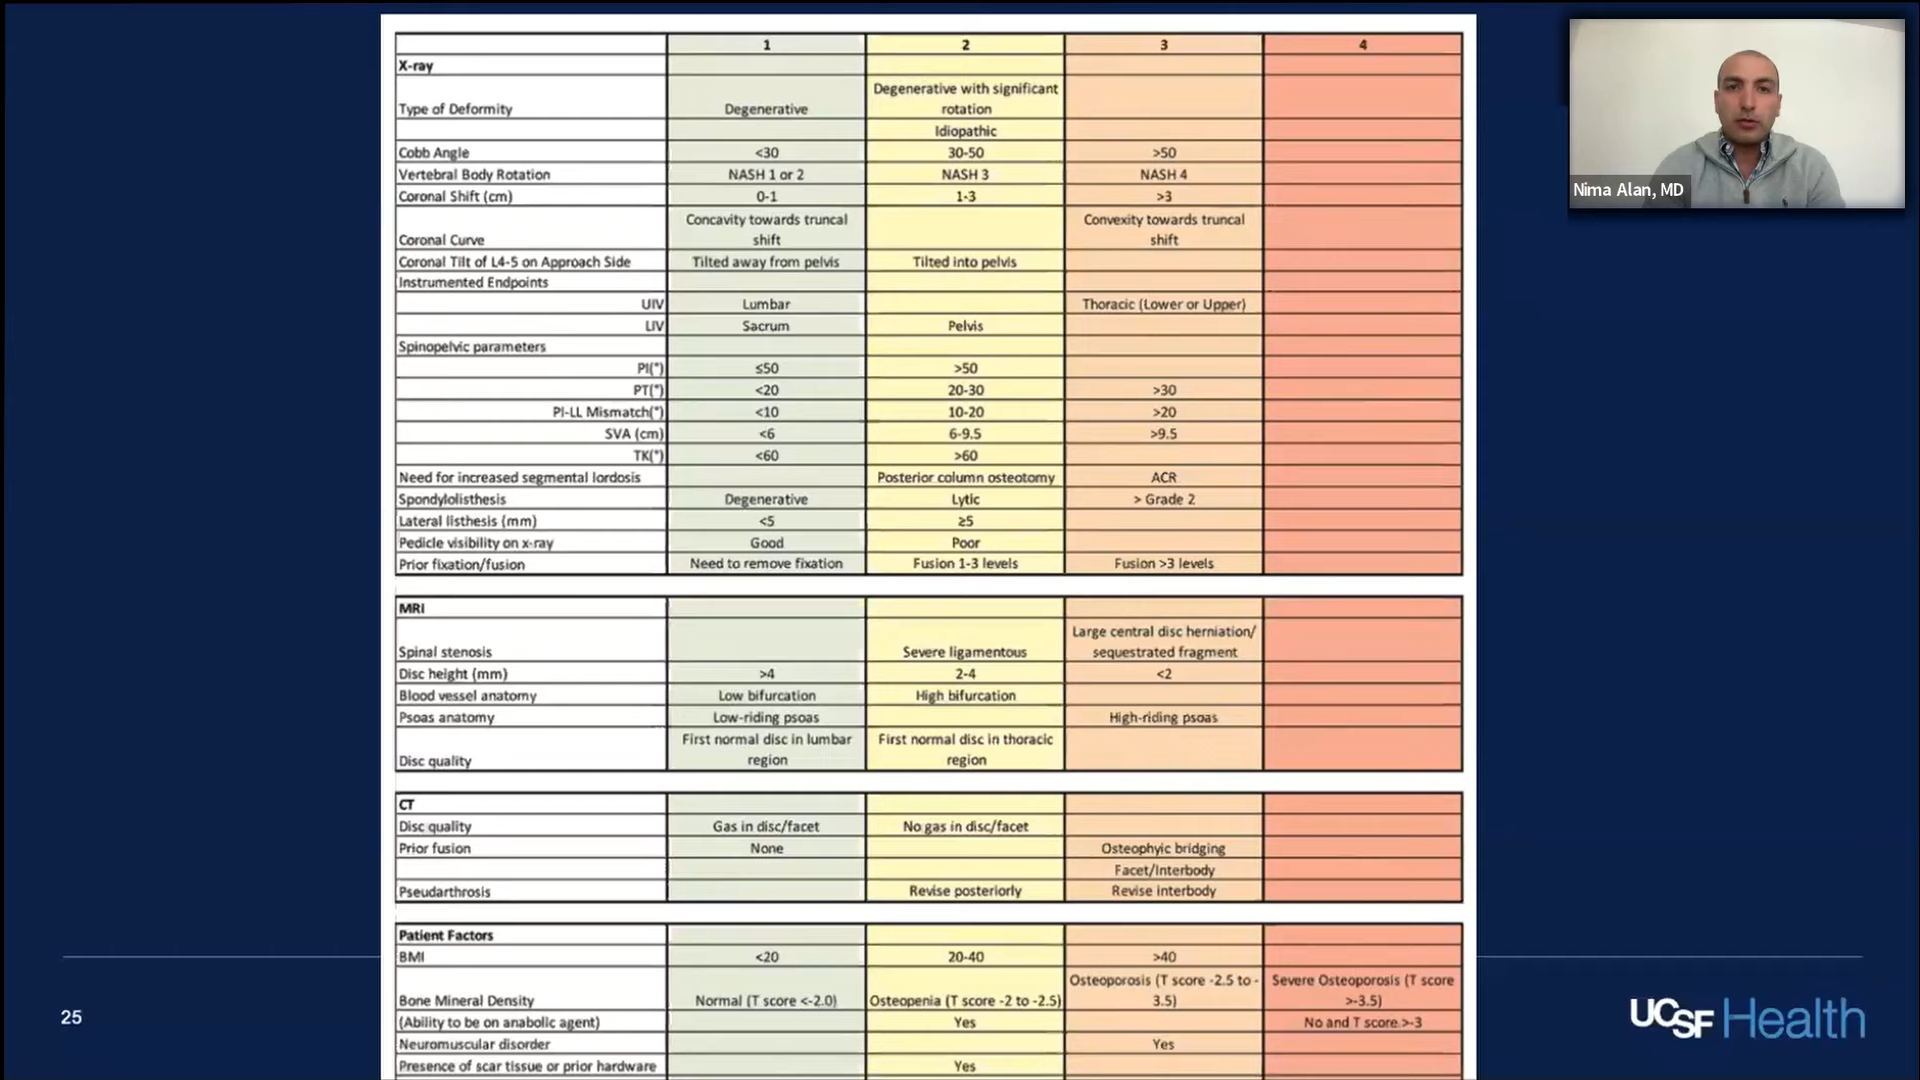 1 2 3 4
X-ray
Type of Deformity Degenerative Degenerative with significant rotation
Idiopathic
Cobb Angle <30 30-50 >50
Vertebral Body Rotation NASH 1 or 2 NASH 3 NASH 4
Coronal Shift (cm) 0-1 1-3 >3
Coronal Curve Concavity towards truncal shift Convexity towards truncal shift
Coronal Tilt of L4-5 on Approach Side Tilted away from pelvis Tilted into pelvis
Instrumented Endpoints
UIV Lumbar Thoracic (Lower or Upper)
LIV Sacrum Pelvis
Spinopelvic parameters
PI(°) ≤50 >50
PT(°) <20 20-30 >30
PI-LL Mismatch(°) <10 10-20 >20
SVA (cm) <6 6-9.5 >9.5
TK(°) <60 >60
Need for increased segmental lordosis Posterior column osteotomy ACR
Spondylolisthesis Degenerative Lytic > Grade 2
Lateral listhesis (mm) <5 ≥5
Pedicle visibility on x-ray Good Poor
Prior fixation/fusion Need to remove fixation Fusion 1-3 levels Fusion >3 levels
MRI
Spinal stenosis Severe ligamentous Large central disc herniation/ sequestrated fragment
Disc height (mm) >4 2-4 <2
Blood vessel anatomy Low bifurcation High bifurcation
Psoas anatomy Low-riding psoas High-riding psoas
Disc quality First normal disc in lumbar region First normal disc in thoracic region
CT
Disc quality Gas in disc/facet No gas in disc/facet
Prior fusion None Osteophyic bridging
Facet/Interbody
Pseudarthrosis Revise posteriorly Revise interbody
Patient Factors
BMI <20 20-40 >40
Bone Mineral Density Normal (T score <-2.0) Osteopenia (T score -2 to -2.5) Osteoporosis (T score -2.5 to -3.5) Severe Osteoporosis (T score >-3.5)
(Ability to be on anabolic agent) Yes No and T score >-3
Neuromuscular disorder Yes
Presence of scar tissue or prior hardware Yes
Nima Alan, MD
25
UCSF Health